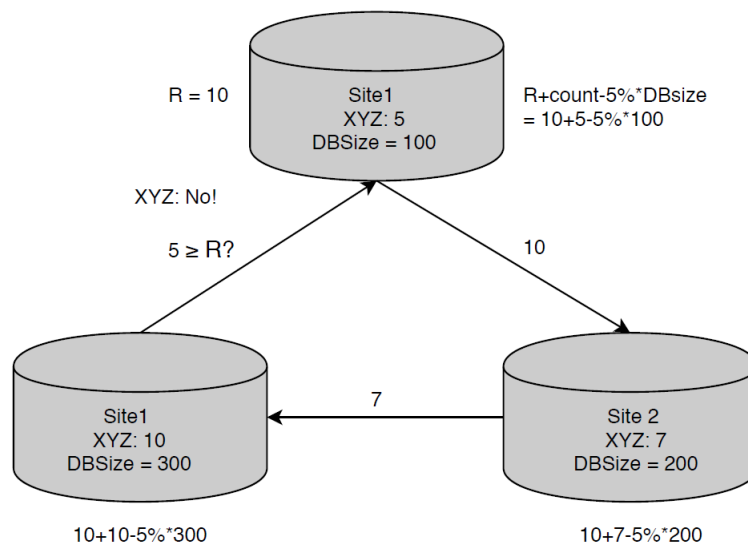 R = 10
Site1
XYZ: 5
DBSize = 100
R+count-5%*DBsize
= 10+5-5%*100
XYZ: No!
5 ≥ R?
10
Site1
XYZ: 10
DBSize = 300
7
Site 2
XYZ: 7
DBSize = 200
10+10-5%*300
10+7-5%*200